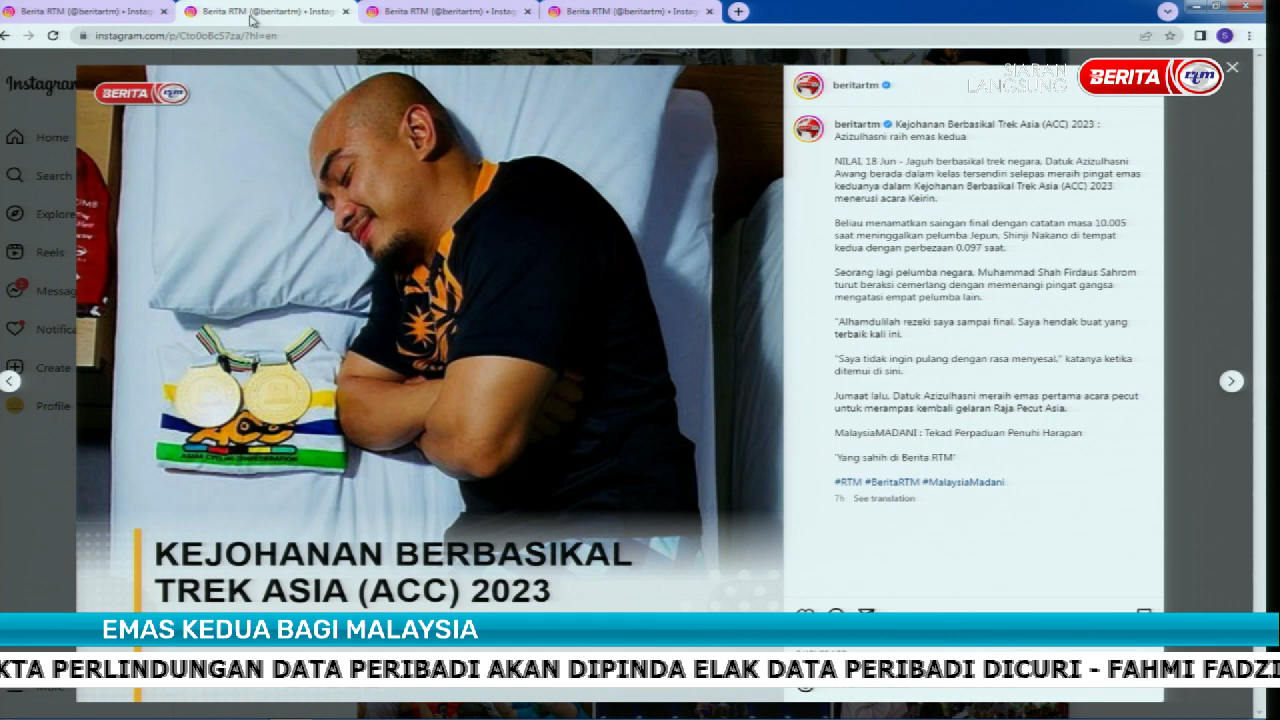 Berita RTM (@beritartm) • Instag
Berita RTM (@beritartm) • Instag
Berita RTM (@beritartm) • Instag
Berita RTM (@beritartm) • Instag
instagram.com/p/Cto0oBcS7za/?hl=en
S
Instagram
Home
Search
Explore
Reels
Messag
Notifica
Create
Profile
BERITA rtm
SIARAN
LANGSUNG
BERITA rtm
beritartm
beritartm Kejohanan Berbasikal Trek Asia (ACC) 2023 :
Azizulhasni raih emas kedua
NILAI, 18 Jun - Jaguh berbasikal trek negara, Datuk Azizulhasni
Awang berada dalam kelas tersendiri selepas meraih pingat emas
keduanya dalam Kejohanan Berbasikal Trek Asia (ACC) 2023
menerusi acara Keirin.
Beliau menamatkan saingan final dengan catatan masa 10.005
saat meninggalkan pelumba Jepun, Shinji Nakano di tempat
kedua dengan perbezaan 0.097 saat.
Seorang lagi pelumba negara, Muhammad Shah Firdaus Sahrom
turut beraksi cemerlang dengan memenangi pingat gangsa
mengatasi empat pelumba lain.
"Alhamdulilah rezeki saya sampai final. Saya hendak buat yang
terbaik kali ini.
"Saya tidak ingin pulang dengan rasa menyesal," katanya ketika
ditemui di sini.
Jumaat lalu, Datuk Azizulhasni meraih emas pertama acara pecut
untuk merampas kembali gelaran Raja Pecut Asia.
MalaysiaMADANI : Tekad Perpaduan Penuhi Harapan
"Yang sahih di Berita RTM"
#RTM #BeritaRTM #MalaysiaMadani
7h See translation
ASIAN CYCLING CONFEDERATION
KEJOHANAN BERBASIKAL
TREK ASIA (ACC) 2023
EMAS KEDUA BAGI MALAYSIA
KTA PERLINDUNGAN DATA PERIBADI AKAN DIPINDA ELAK DATA PERIBADI DICURI - FAHMI FADZI